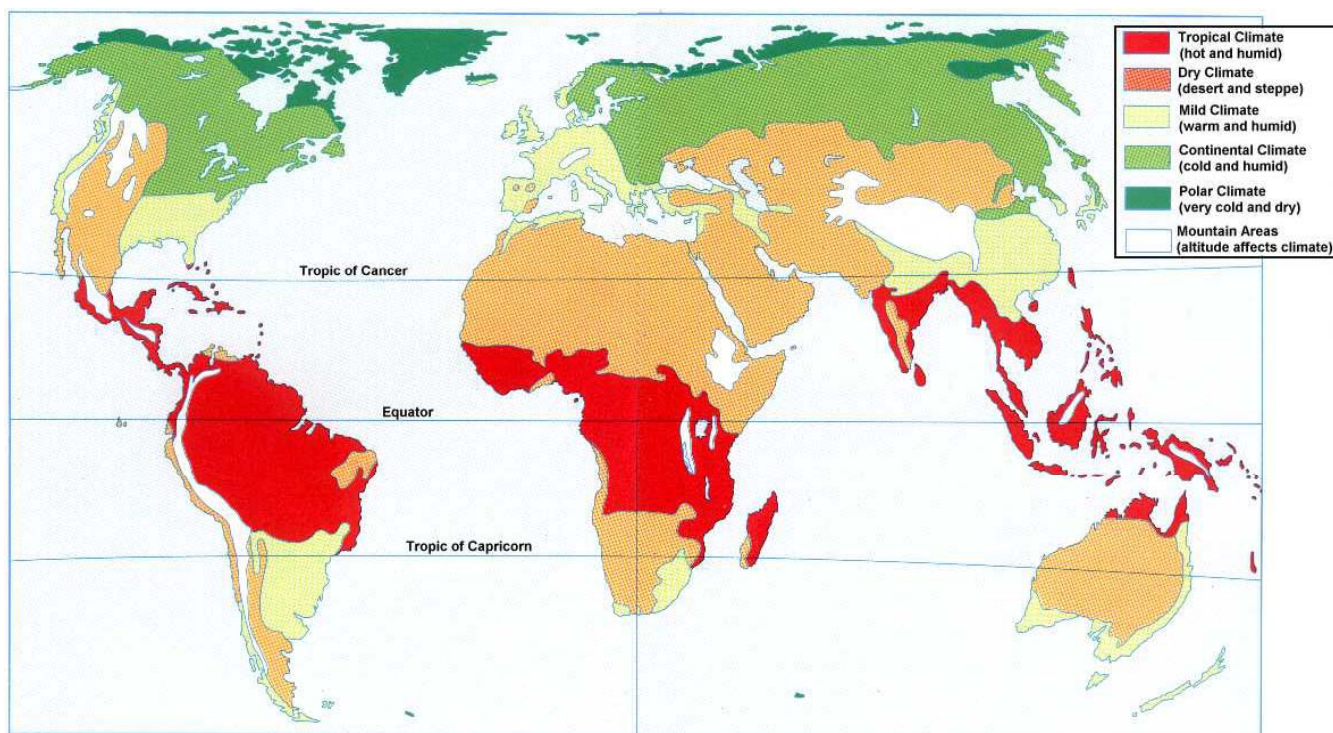 Tropical Climate
(hot and humid)
Dry Climate
(desert and steppe)
Mild Climate
(warm and humid)
Continental Climate
(cold and humid)
Polar Climate
(very cold and dry)
Mountain Areas
(altitude affects climate)
Tropic of Cancer
Equator
Tropic of Capricorn